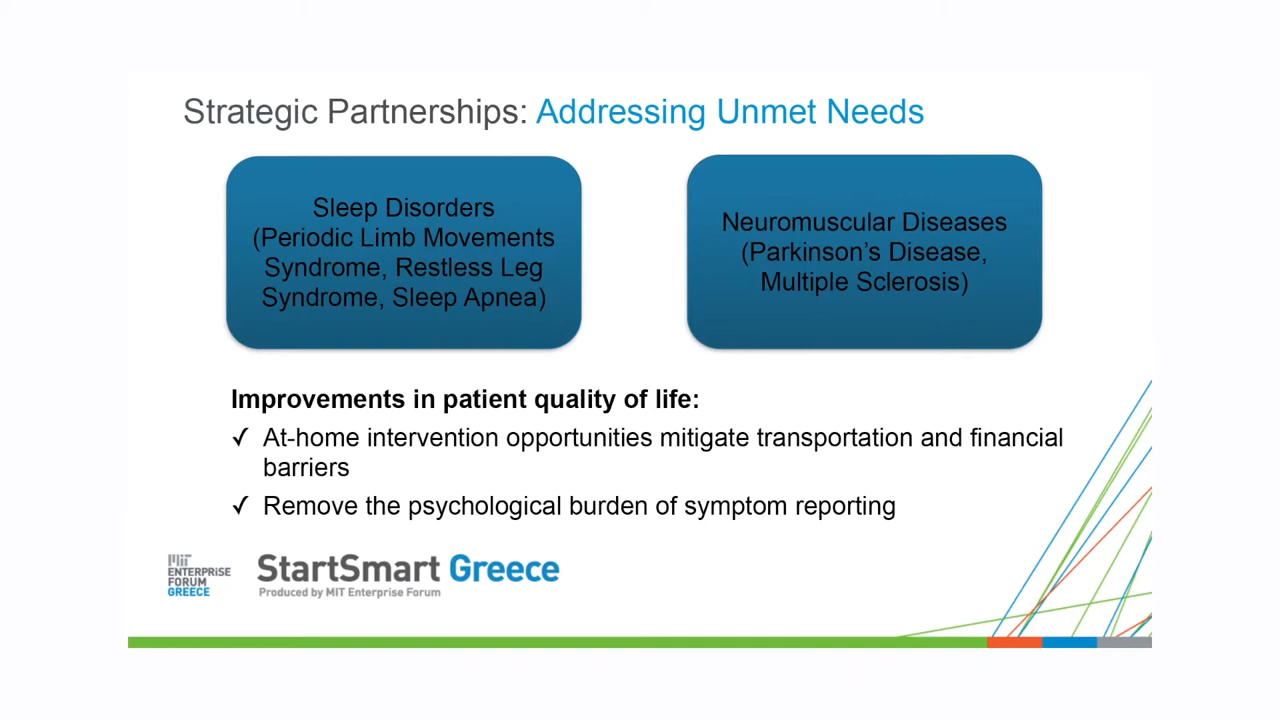 Strategic Partnerships: Addressing Unmet Needs
Sleep Disorders
(Periodic Limb Movements
Syndrome, Restless Leg
Syndrome, Sleep Apnea)
Neuromuscular Diseases
(Parkinson’s Disease,
Multiple Sclerosis)
Improvements in patient quality of life:
✓ At-home intervention opportunities mitigate transportation and financial
barriers
✓ Remove the psychological burden of symptom reporting
MIT
ENTERPRISE
FORUM
GREECE
StartSmart Greece
Produced by MIT Enterprise Forum